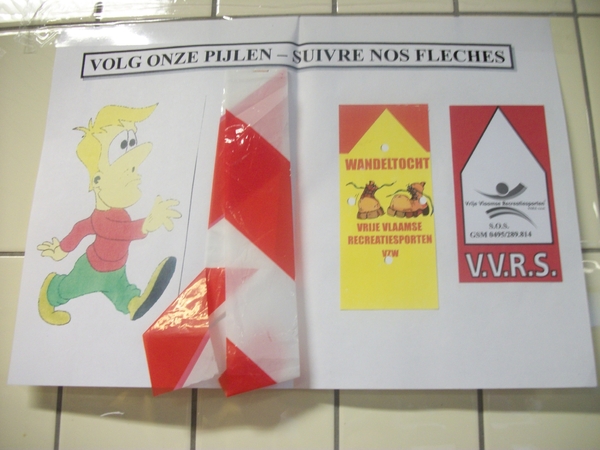 VOLG ONZE PIJLEN – SUIVRE NOS FLECHES
WANDELTOCHT
VRIJE VLAAMSE
RECREATIESPORTEN
VZW
Vrije Vlaamse Recreatiesporten
S.O.S.
GSM 0495/289.814
V.V.R.S.